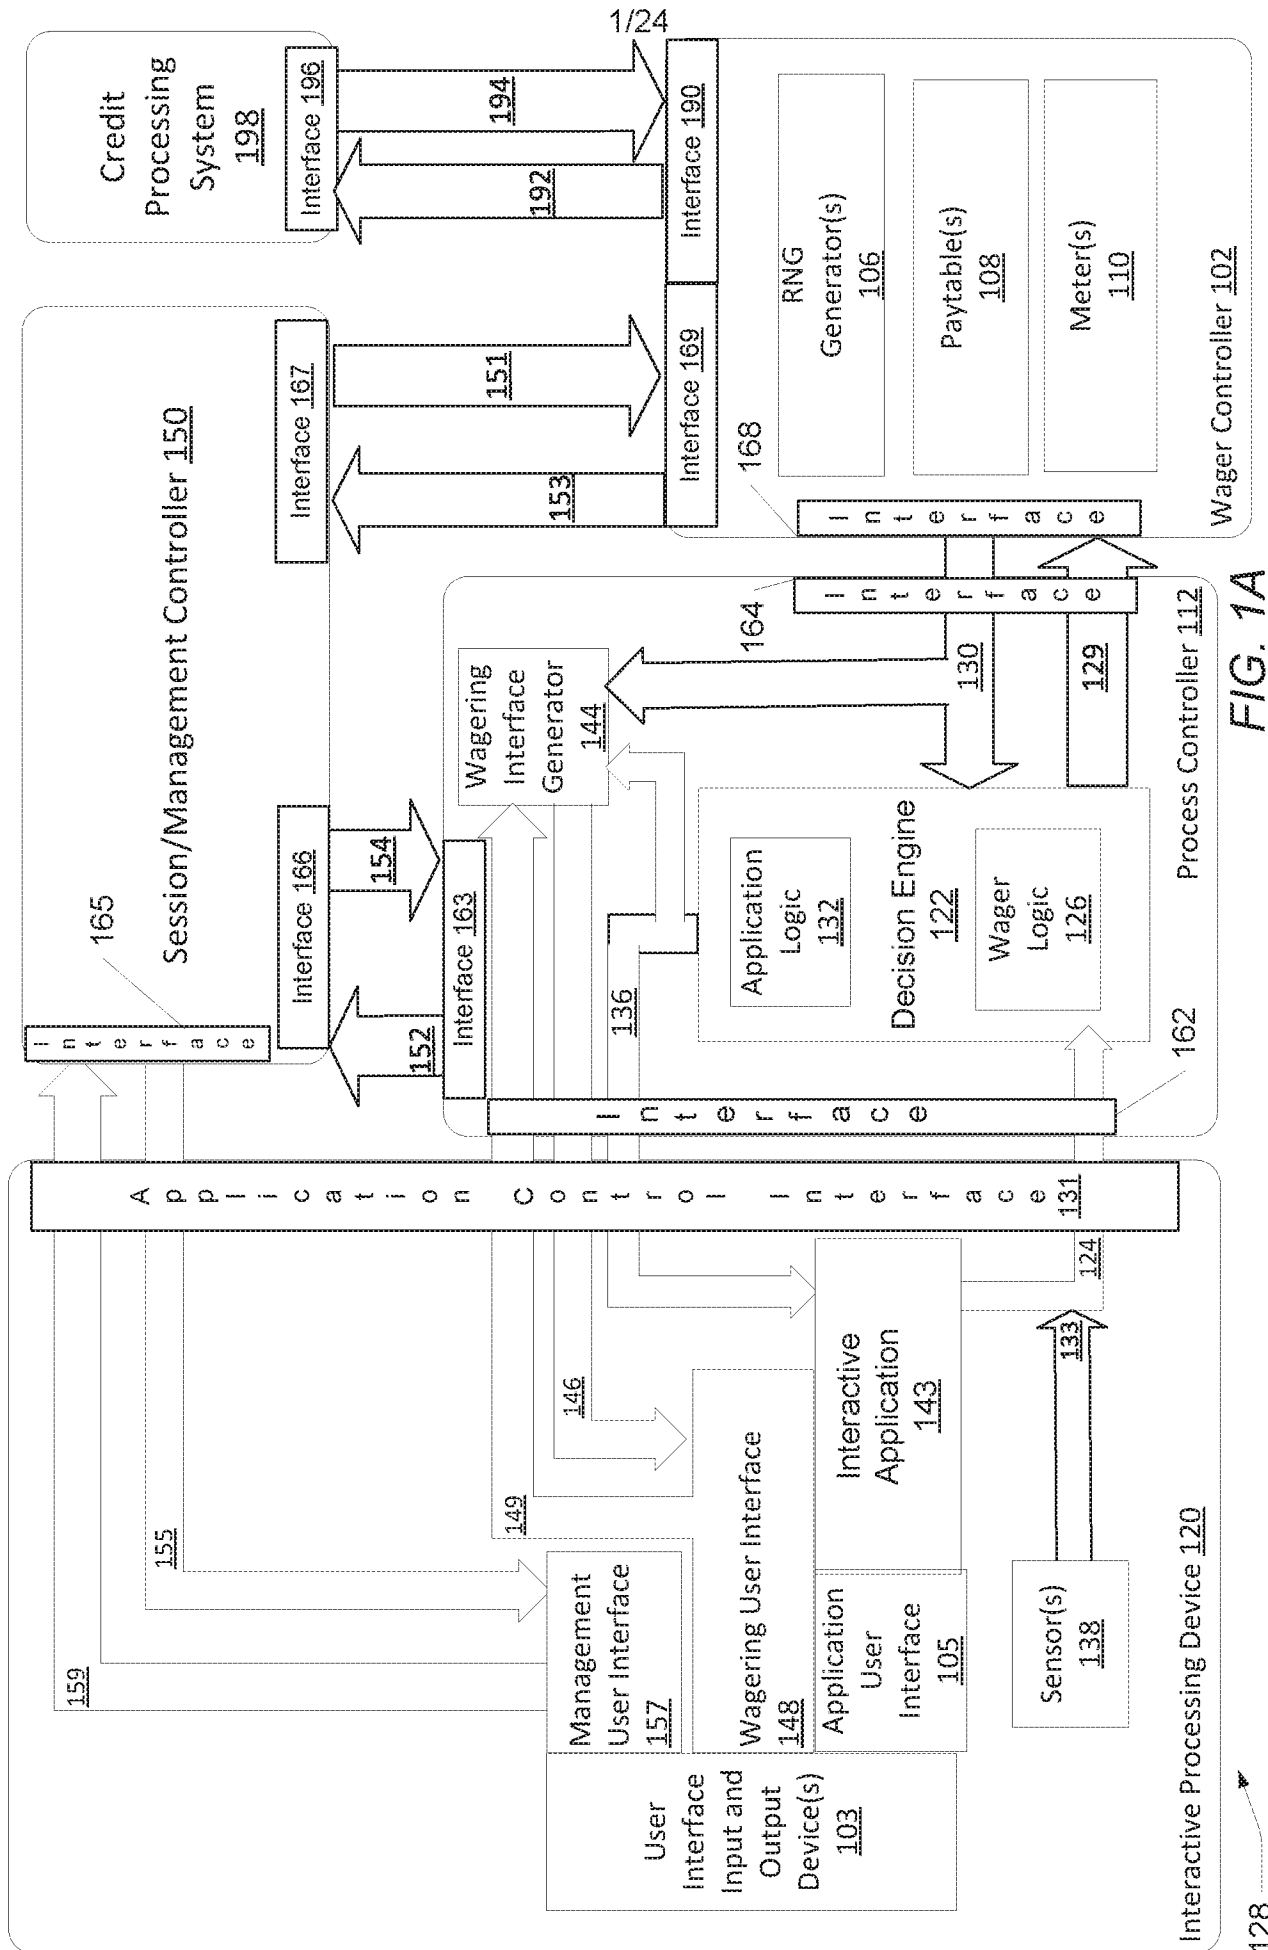 1/24
Credit
Processing
System
198
Interface 196
194
192
Interface 190
Session/Management Controller 150
165
Interface
Interface 166
Interface 167
151
153
Interface 169
154
152
Interface 163
RNG
Generator(s)
106
Paytable(s)
108
Meter(s)
110
Wager Controller 102
168
Interface
164
Interface
Wagering
Interface
Generator
144
130
129
136
Application
Logic
132
Decision Engine
122
Wager
Logic
126
Process Controller 112
162
Interface
Application Control Interface 131
159
155
149
146
124
133
Management
User Interface
157
Wagering User Interface
148
Interactive
Application
143
Application
User
Interface
105
Sensor(s)
138
User
Interface
Input and
Output
Device(s)
103
Interactive Processing Device 120
128
FIG. 1A